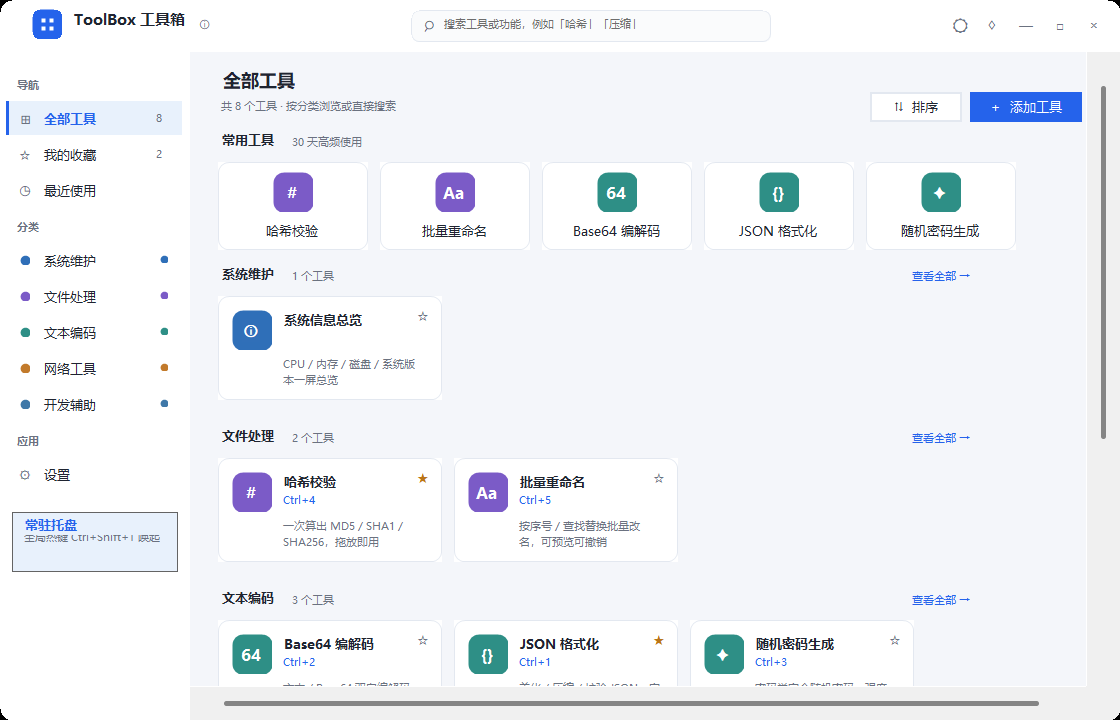 ToolBox 工具箱
搜索工具或功能，例如「哈希」「压缩」
导航
全部工具 8
我的收藏 2
最近使用
分类
系统维护
文件处理
文本编码
网络工具
开发辅助
应用
设置
常驻托盘
全局热键 Ctrl+Shift+T 唤起
全部工具
共 8 个工具 · 按分类浏览或直接搜索
排序
+ 添加工具
常用工具 30 天高频使用
#
哈希校验
Aa
批量重命名
64
Base64 编解码
{}
JSON 格式化
随机密码生成
系统维护 1 个工具 查看全部 →
系统信息总览
CPU / 内存 / 磁盘 / 系统版
本一屏总览
文件处理 2 个工具 查看全部 →
#
哈希校验
Ctrl+4
一次算出 MD5 / SHA1 /
SHA256，拖放即用
Aa
批量重命名
Ctrl+5
按序号 / 查找替换批量改
名，可预览可撤销
文本编码 3 个工具 查看全部 →
64
Base64 编解码
Ctrl+2
{}
JSON 格式化
Ctrl+1
随机密码生成
Ctrl+3